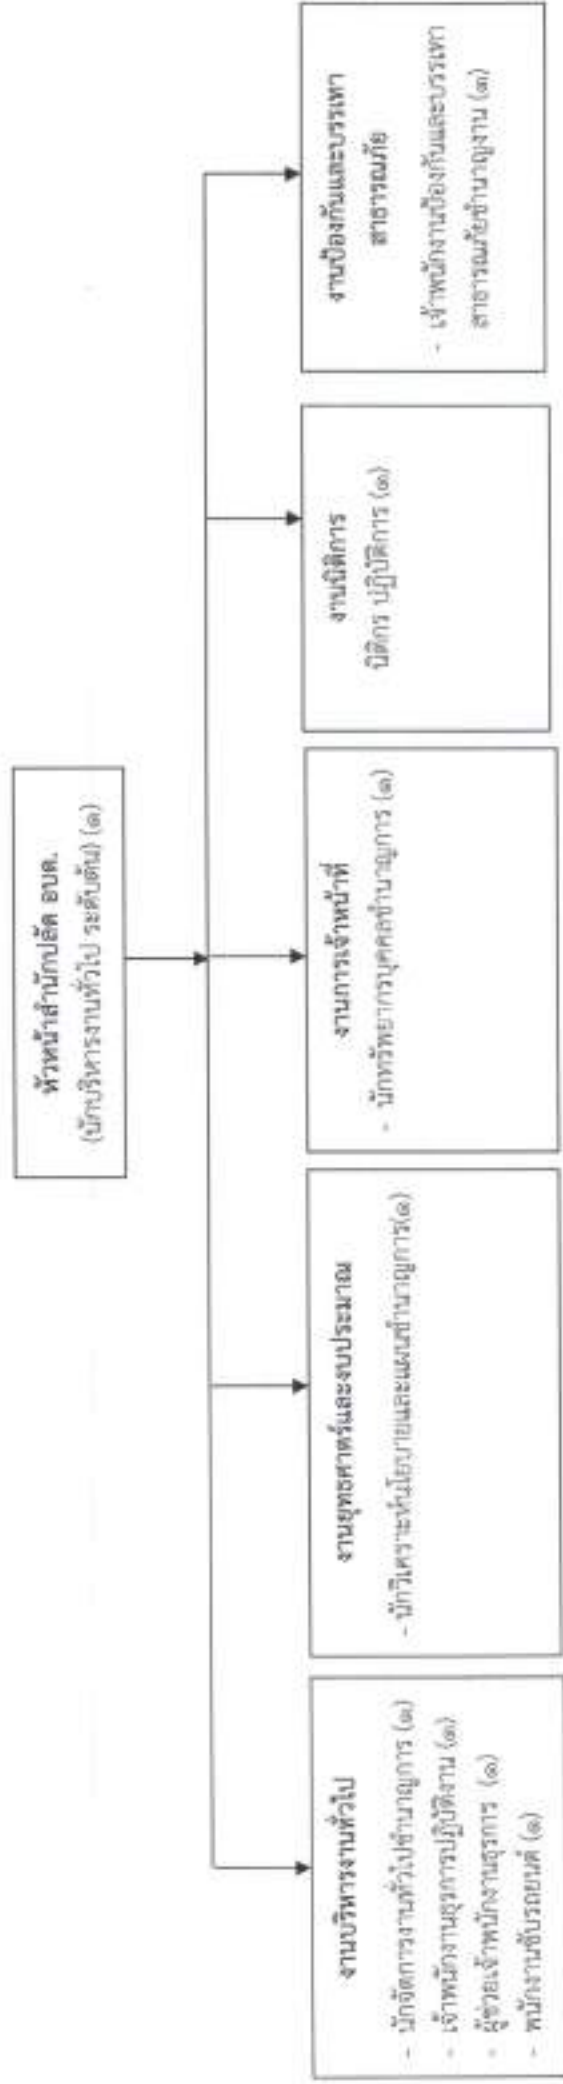 หัวหน้าสำนักปลัด อบต.
(นักบริหารงานทั่วไป ระดับต้น) (๑)
งานบริหารงานทั่วไป
- นักจัดการงานทั่วไปชำนาญการ (๑)
- เจ้าพนักงานธุรการปฏิบัติงาน (๑)
- ผู้ช่วยเจ้าพนักงานธุรการ (๑)
- พนักงานขับรถยนต์ (๑)
งานยุทธศาสตร์และงบประมาณ
- นักวิเคราะห์นโยบายและแผนชำนาญการ(๑)
งานการเจ้าหน้าที่
- นักทรัพยากรบุคคลชำนาญการ (๑)
งานนิติการ
นิติกร ปฏิบัติการ (๑)
งานป้องกันและบรรเทา
สาธารณภัย
- เจ้าพนักงานป้องกันและบรรเทา
สาธารณภัยชำนาญงาน (๑)